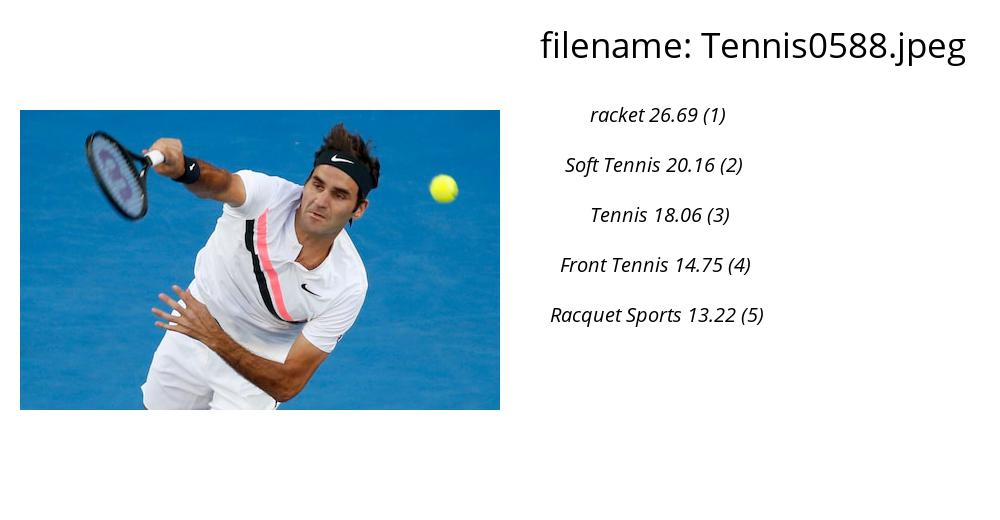 filename: Tennis0588.jpeg
racket 26.69 (1)
Soft Tennis 20.16 (2)
Tennis 18.06 (3)
Front Tennis 14.75 (4)
Racquet Sports 13.22 (5)